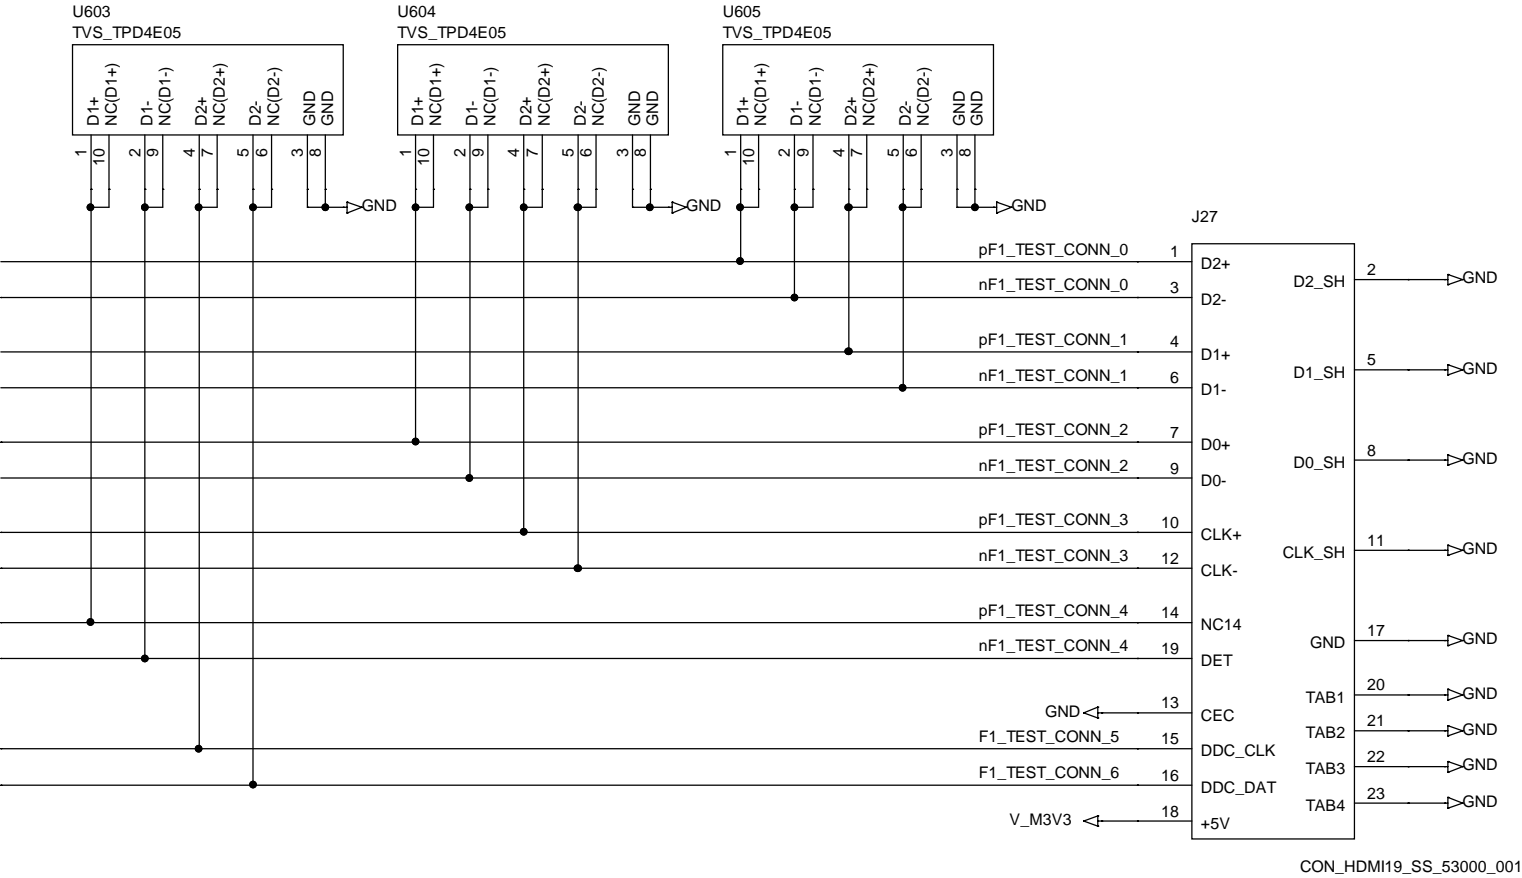 U603
TVS_TPD4E05
D1+
NC(D1+)
D1-
NC(D1-)
D2+
NC(D2+)
D2-
NC(D2-)
GND
GND
1
10
2
9
4
7
5
6
3
8
GND
U604
TVS_TPD4E05
D1+
NC(D1+)
D1-
NC(D1-)
D2+
NC(D2+)
D2-
NC(D2-)
GND
GND
1
10
2
9
4
7
5
6
3
8
GND
U605
TVS_TPD4E05
D1+
NC(D1+)
D1-
NC(D1-)
D2+
NC(D2+)
D2-
NC(D2-)
GND
GND
1
10
2
9
4
7
5
6
3
8
GND
J27
pF1_TEST_CONN_0 1 D2+
nF1_TEST_CONN_0 3 D2-
pF1_TEST_CONN_1 4 D1+
nF1_TEST_CONN_1 6 D1-
pF1_TEST_CONN_2 7 D0+
nF1_TEST_CONN_2 9 D0-
pF1_TEST_CONN_3 10 CLK+
nF1_TEST_CONN_3 12 CLK-
pF1_TEST_CONN_4 14 NC14
nF1_TEST_CONN_4 19 DET
GND 13 CEC
F1_TEST_CONN_5 15 DDC_CLK
F1_TEST_CONN_6 16 DDC_DAT
V_M3V3 18 +5V
D2_SH 2 GND
D1_SH 5 GND
D0_SH 8 GND
CLK_SH 11 GND
GND 17 GND
TAB1 20 GND
TAB2 21 GND
TAB3 22 GND
TAB4 23 GND
CON_HDMI19_SS_53000_001